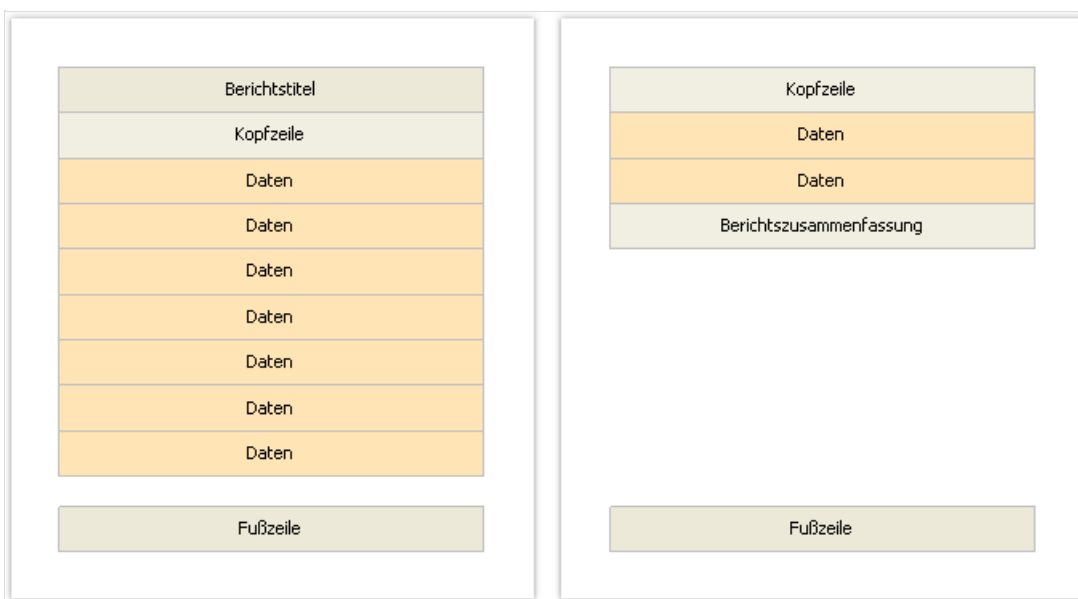 Berichtstitel
Kopfzeile
Daten
Daten
Daten
Daten
Daten
Daten
Daten
Fußzeile
Kopfzeile
Daten
Daten
Berichtszusammenfassung
Fußzeile